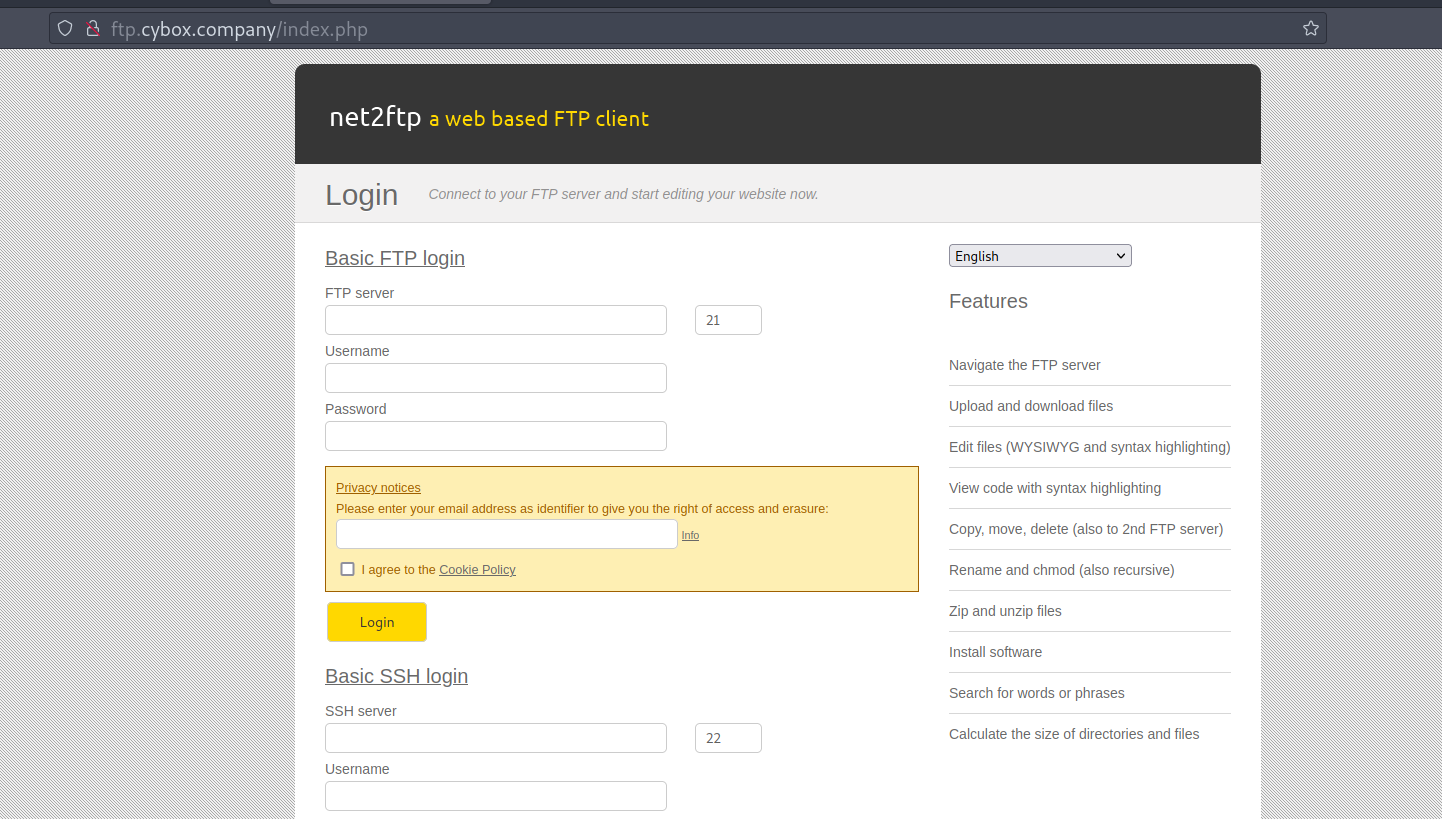 ftp.cybox.company/index.php
net2ftp a web based FTP client
Login Connect to your FTP server and start editing your website now.
Basic FTP login
FTP server
21
Username
Password
Privacy notices
Please enter your email address as identifier to give you the right of access and erasure:
Info
I agree to the Cookie Policy
Login
Basic SSH login
SSH server
22
Username
English
Features
Navigate the FTP server
Upload and download files
Edit files (WYSIWYG and syntax highlighting)
View code with syntax highlighting
Copy, move, delete (also to 2nd FTP server)
Rename and chmod (also recursive)
Zip and unzip files
Install software
Search for words or phrases
Calculate the size of directories and files